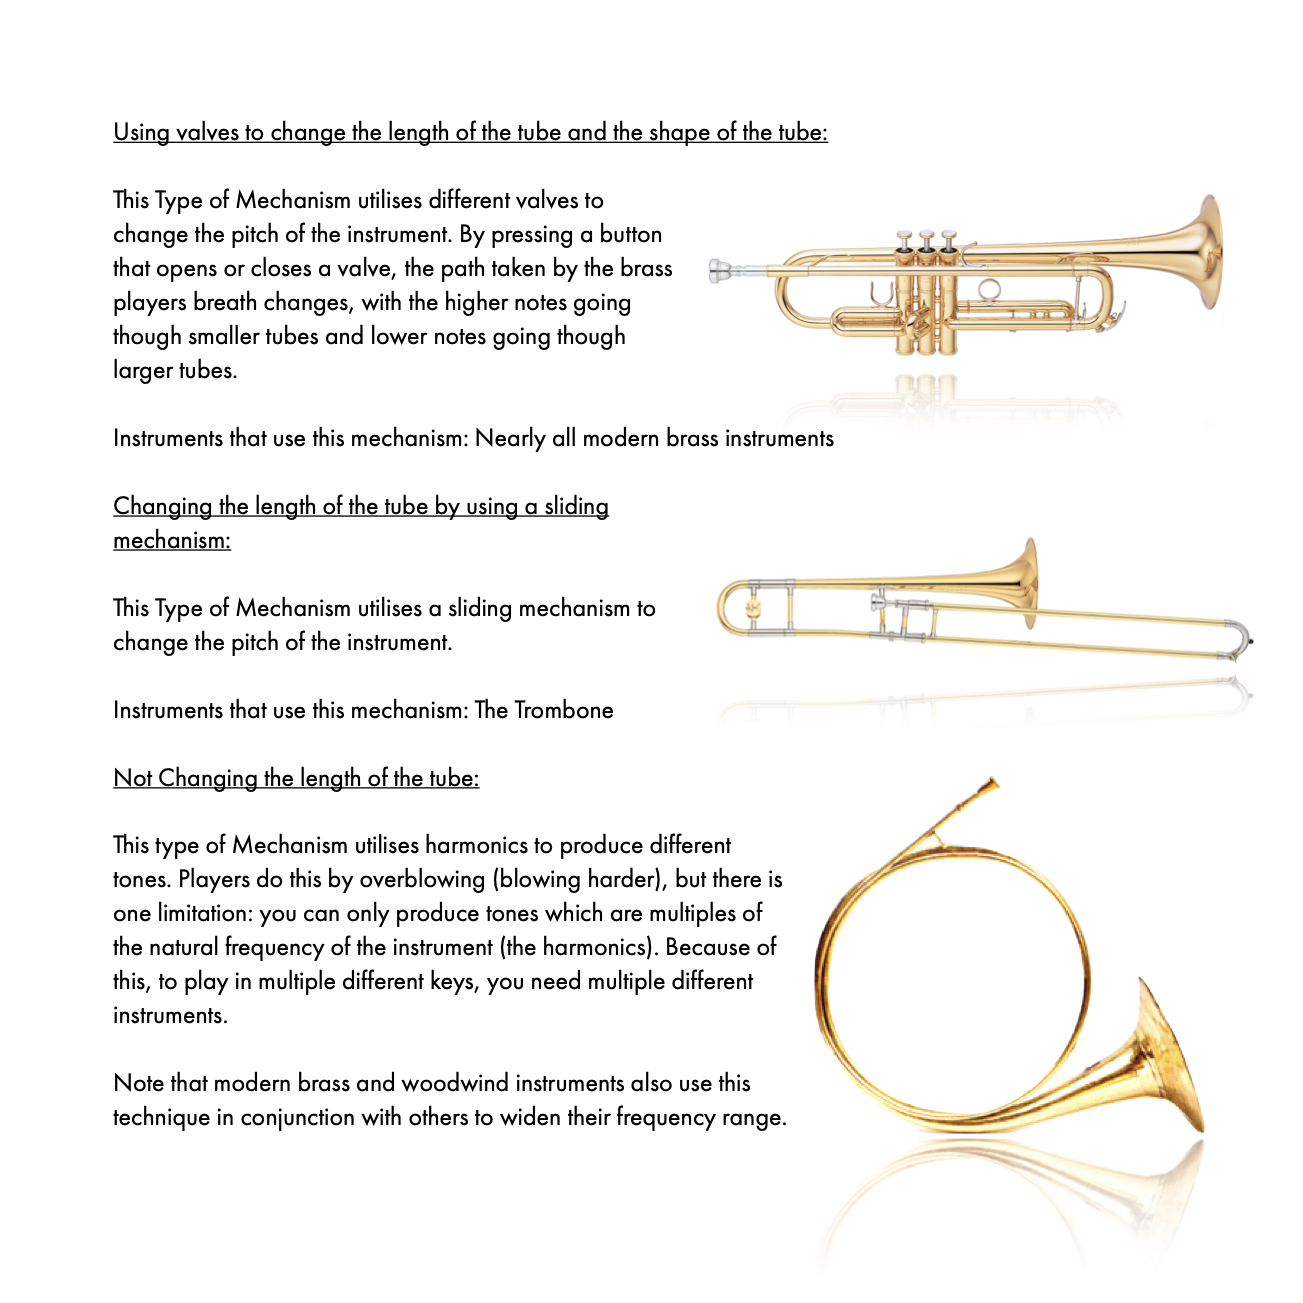 Using valves to change the length of the tube and the shape of the tube:
This Type of Mechanism utilises different valves to
change the pitch of the instrument. By pressing a button
that opens or closes a valve, the path taken by the brass
players breath changes, with the higher notes going
though smaller tubes and lower notes going though
larger tubes.
Instruments that use this mechanism: Nearly all modern brass instruments
Changing the length of the tube by using a sliding
mechanism:
This Type of Mechanism utilises a sliding mechanism to
change the pitch of the instrument.
Instruments that use this mechanism: The Trombone
Not Changing the length of the tube:
This type of Mechanism utilises harmonics to produce different
tones. Players do this by overblowing (blowing harder), but there is
one limitation: you can only produce tones which are multiples of
the natural frequency of the instrument (the harmonics). Because of
this, to play in multiple different keys, you need multiple different
instruments.
Note that modern brass and woodwind instruments also use this
technique in conjunction with others to widen their frequency range.